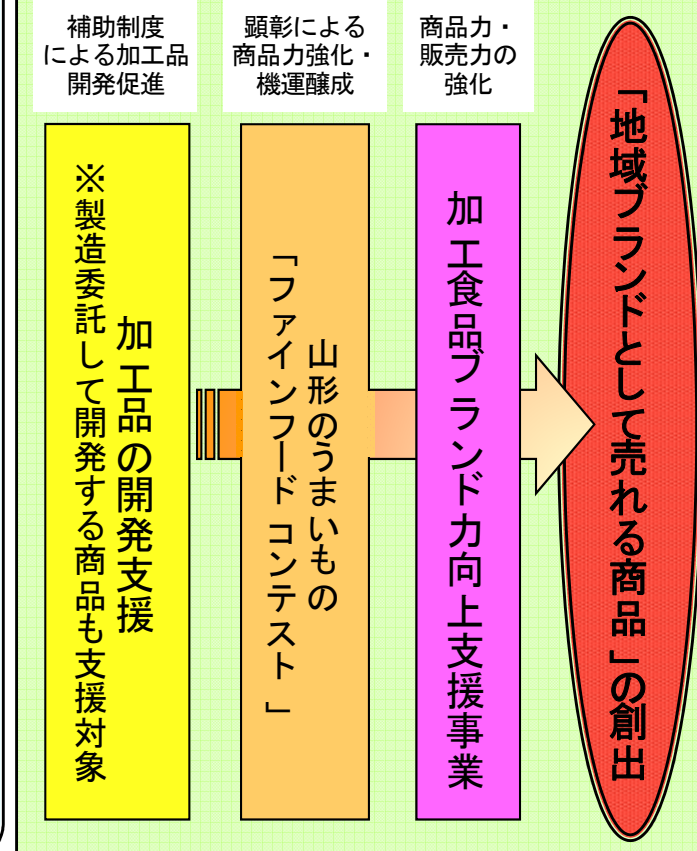 補助制度
による加工品
開発促進
顕彰による
商品力強化・
機運醸成
商品力・
販売力の
強化
加工品の開発支援
※製造委託して開発する商品も支援対象
山形のうまいもの
「ファインフードコンテスト」
加工食品ブランド力向上支援事業
「地域ブランドとして売れる商品」の創出